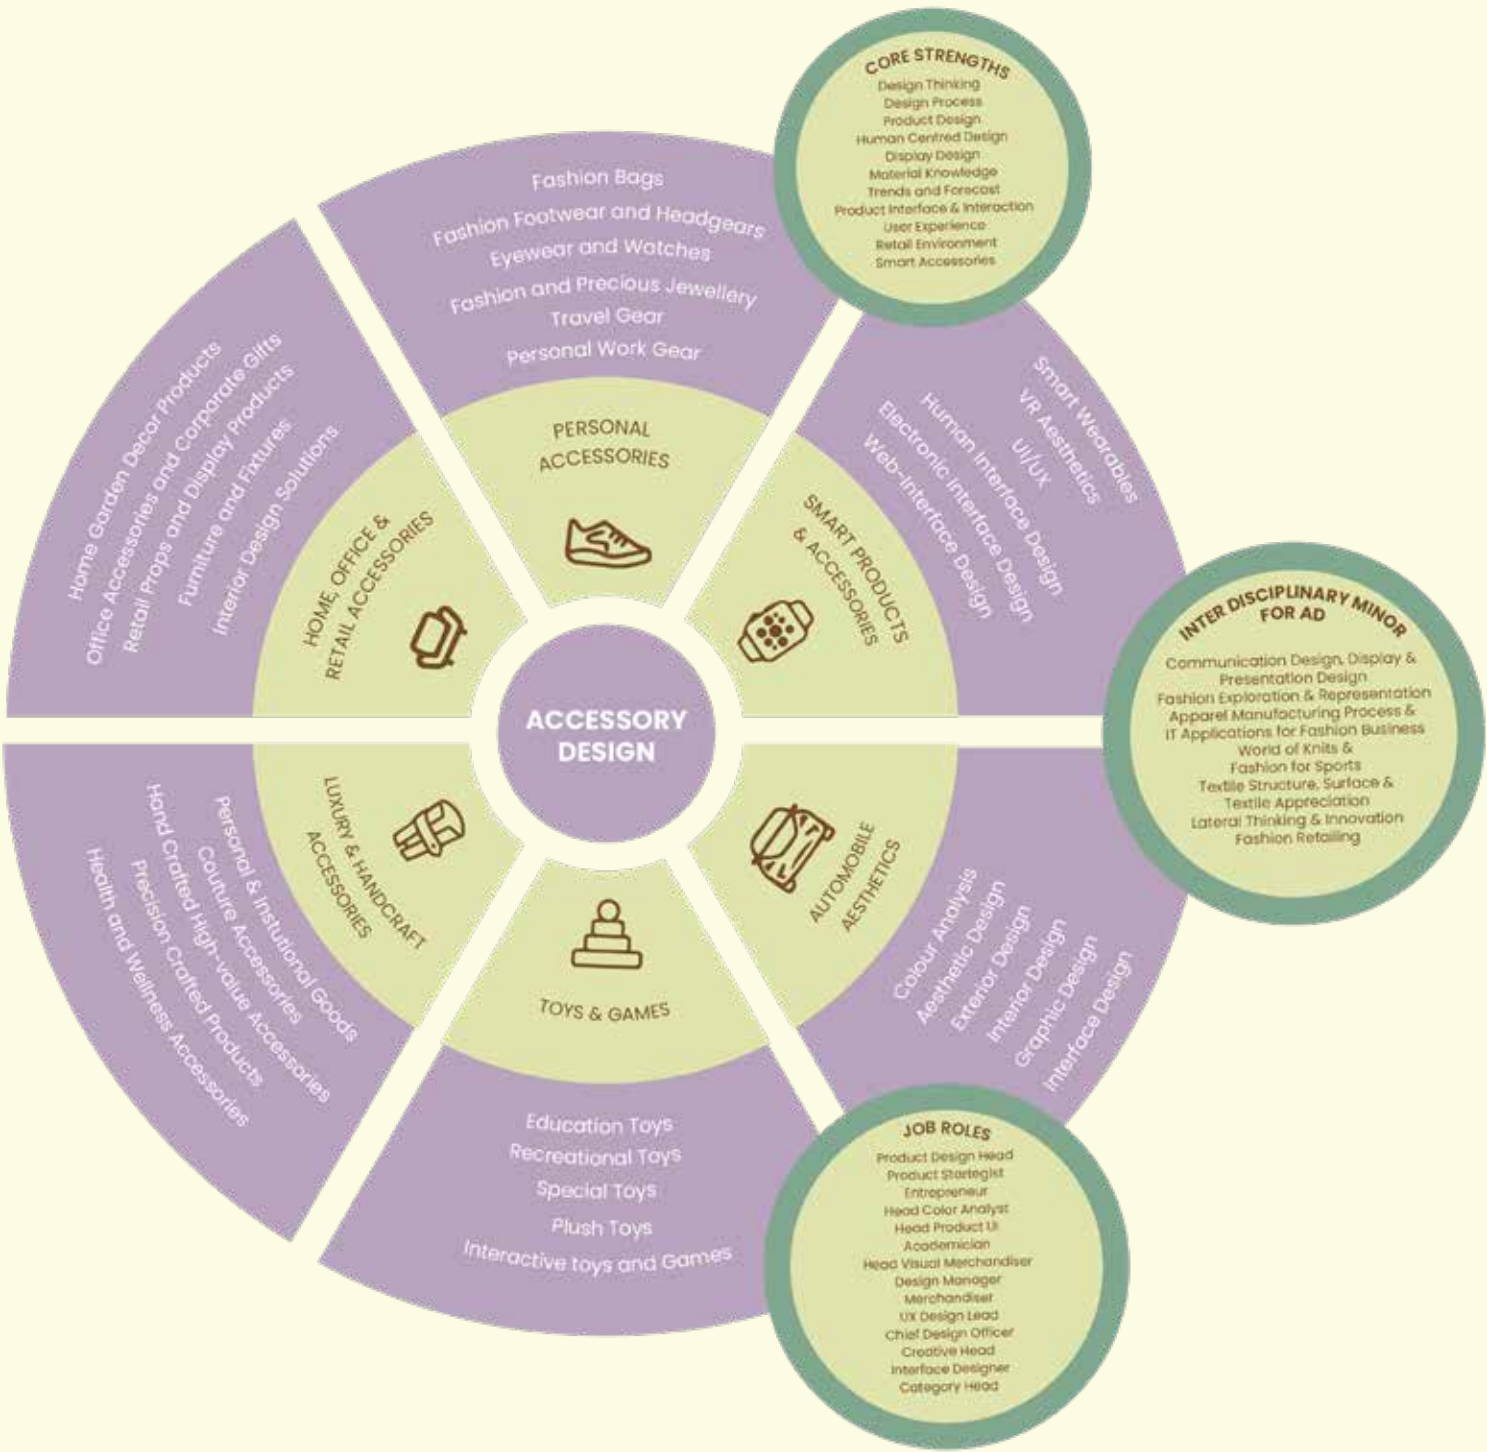 ACCESSORY
DESIGN
PERSONAL
ACCESSORIES
Fashion Bags
Fashion Footwear and Headgears
Eyewear and Watches
Fashion and Precious Jewellery
Travel Gear
Personal Work Gear
CORE STRENGTHS
Design Thinking
Design Process
Product Design
Human Centred Design
Display Design
Material Knowledge
Trends and Forecast
Product Interface & Interaction
User Experience
Retail Environment
Smart Accessories
SMART PRODUCTS
& ACCESSORIES
Smart Wearables
VR Aesthetics
UI/UX
Human Interface Design
Electronic Interface Design
Web-Interface Design
INTER DISCIPLINARY MINOR
FOR AD
Communication Design, Display &
Presentation Design
Fashion Exploration & Representation
Apparel Manufacturing Process &
IT Applications for Fashion Business
World of Knits &
Fashion for Sports
Textile Structure, Surface &
Textile Appreciation
Lateral Thinking & Innovation
Fashion Retailing
AUTOMOBILE
AESTHETICS
Colour Analysis
Aesthetic Design
Exterior Design
Interior Design
Graphic Design
Interface Design
JOB ROLES
Product Design Head
Product Startegist
Entrepreneur
Head Color Analyst
Head Product UI
Academician
Head Visual Merchandiser
Design Manager
Merchandiser
UX Design Lead
Chief Design Officer
Creative Head
Interface Designer
Category Head
TOYS & GAMES
Education Toys
Recreational Toys
Special Toys
Plush Toys
Interactive toys and Games
LUXURY & HANDCRAFT
ACCESSORIES
Personal & Instutional Goods
Couture Accessories
Hand Crafted High-value Accessories
Precision Crafted Products
Health and Wellness Accessories
HOME, OFFICE &
RETAIL ACCESSORIES
Home Garden Decor Products
Office Accessories and Corporate Gifts
Retail Props and Display Products
Furniture and Fixtures
Interior Design Solutions